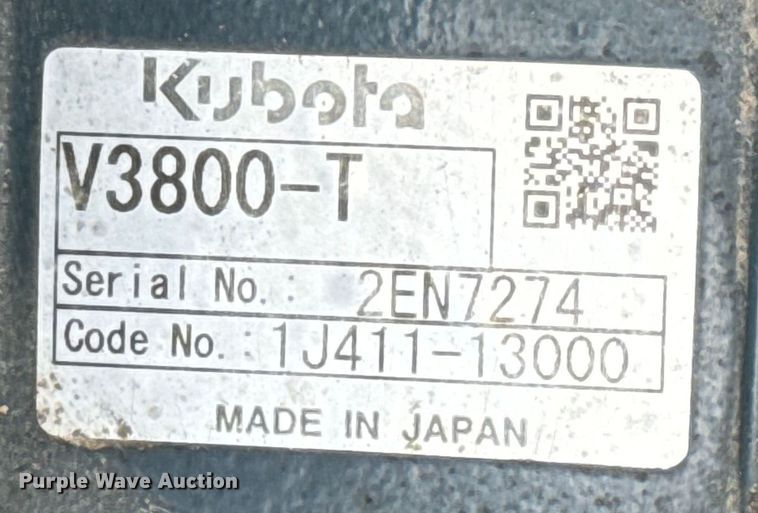 Kubota
V3800-T
Serial No. : 2EN7274
Code No. : 1J411-13000
MADE IN JAPAN
Purple Wave Auction